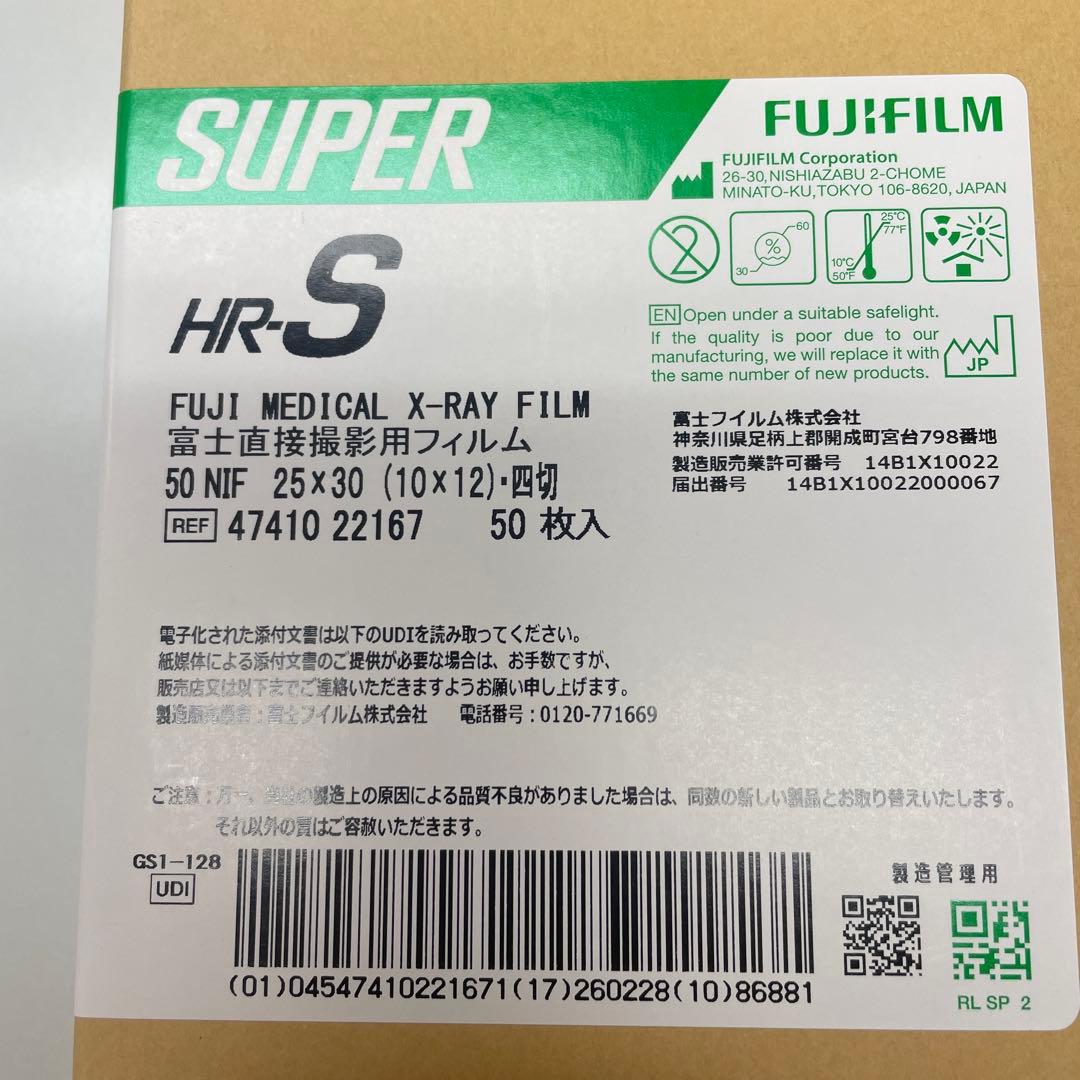 SUPER
FUJIFILM
FUJIFILM Corporation
26-30, NISHIAZABU 2-CHOME
MINATO-KU, TOKYO 106-8620, JAPAN
2
%
60
30
25°C
77°F
10°C
50°F
HR-S
EN Open under a suitable safelight.
If the quality is poor due to our
manufacturing, we will replace it with
the same number of new products.
JP
FUJI MEDICAL X-RAY FILM
富士直接撮影用フィルム
50 NIF 25×30 (10×12)・四切
REF 47410 22167 50 枚入
富士フイルム株式会社
神奈川県足柄上郡開成町宮台798番地
製造販売業許可番号 14B1X10022
届出番号 14B1X10022000067
電子化された添付文書は以下のUDIを読み取ってください。
紙媒体による添付文書のご提供が必要な場合は、お手数ですが、
販売店又は以下までご連絡いただきますようお願い申し上げます。
製造販売業者:富士フイルム株式会社 電話番号:0120-771669
ご注意:万一、の製造上の原因による品質不良がありました場合は、同数の新しい製品とお取り替えいたします。
それ以外の責はご容赦いただきます。
GS1-128
UDI
製造管理用
(01)04547410221671(17)260228(10)86881
RL SP 2